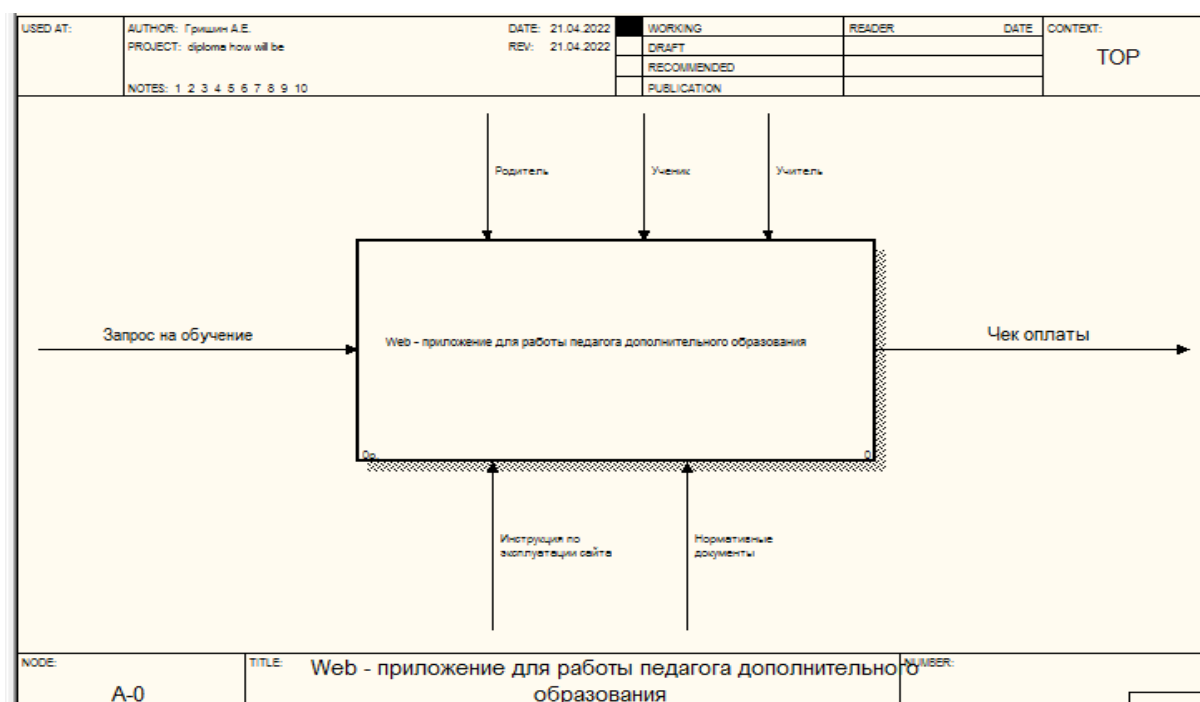 USED AT:
AUTHOR: Гришин А.Е.
DATE: 21.04.2022
WORKING
READER
DATE
CONTEXT:
PROJECT: diploma how will be
REV: 21.04.2022
DRAFT
TOP
RECOMMENDED
NOTES: 1 2 3 4 5 6 7 8 9 10
PUBLICATION
Родитель
Ученик
Учитель
Запрос на обучение
Web - приложение для работы педагога дополнительного образования
Чек оплаты
0р.
0
Инструкция по
эксплуатации сайта
Нормативные
документы
NODE:
A-0
TITLE:
Web - приложение для работы педагога дополнительного
образования
NUMBER: